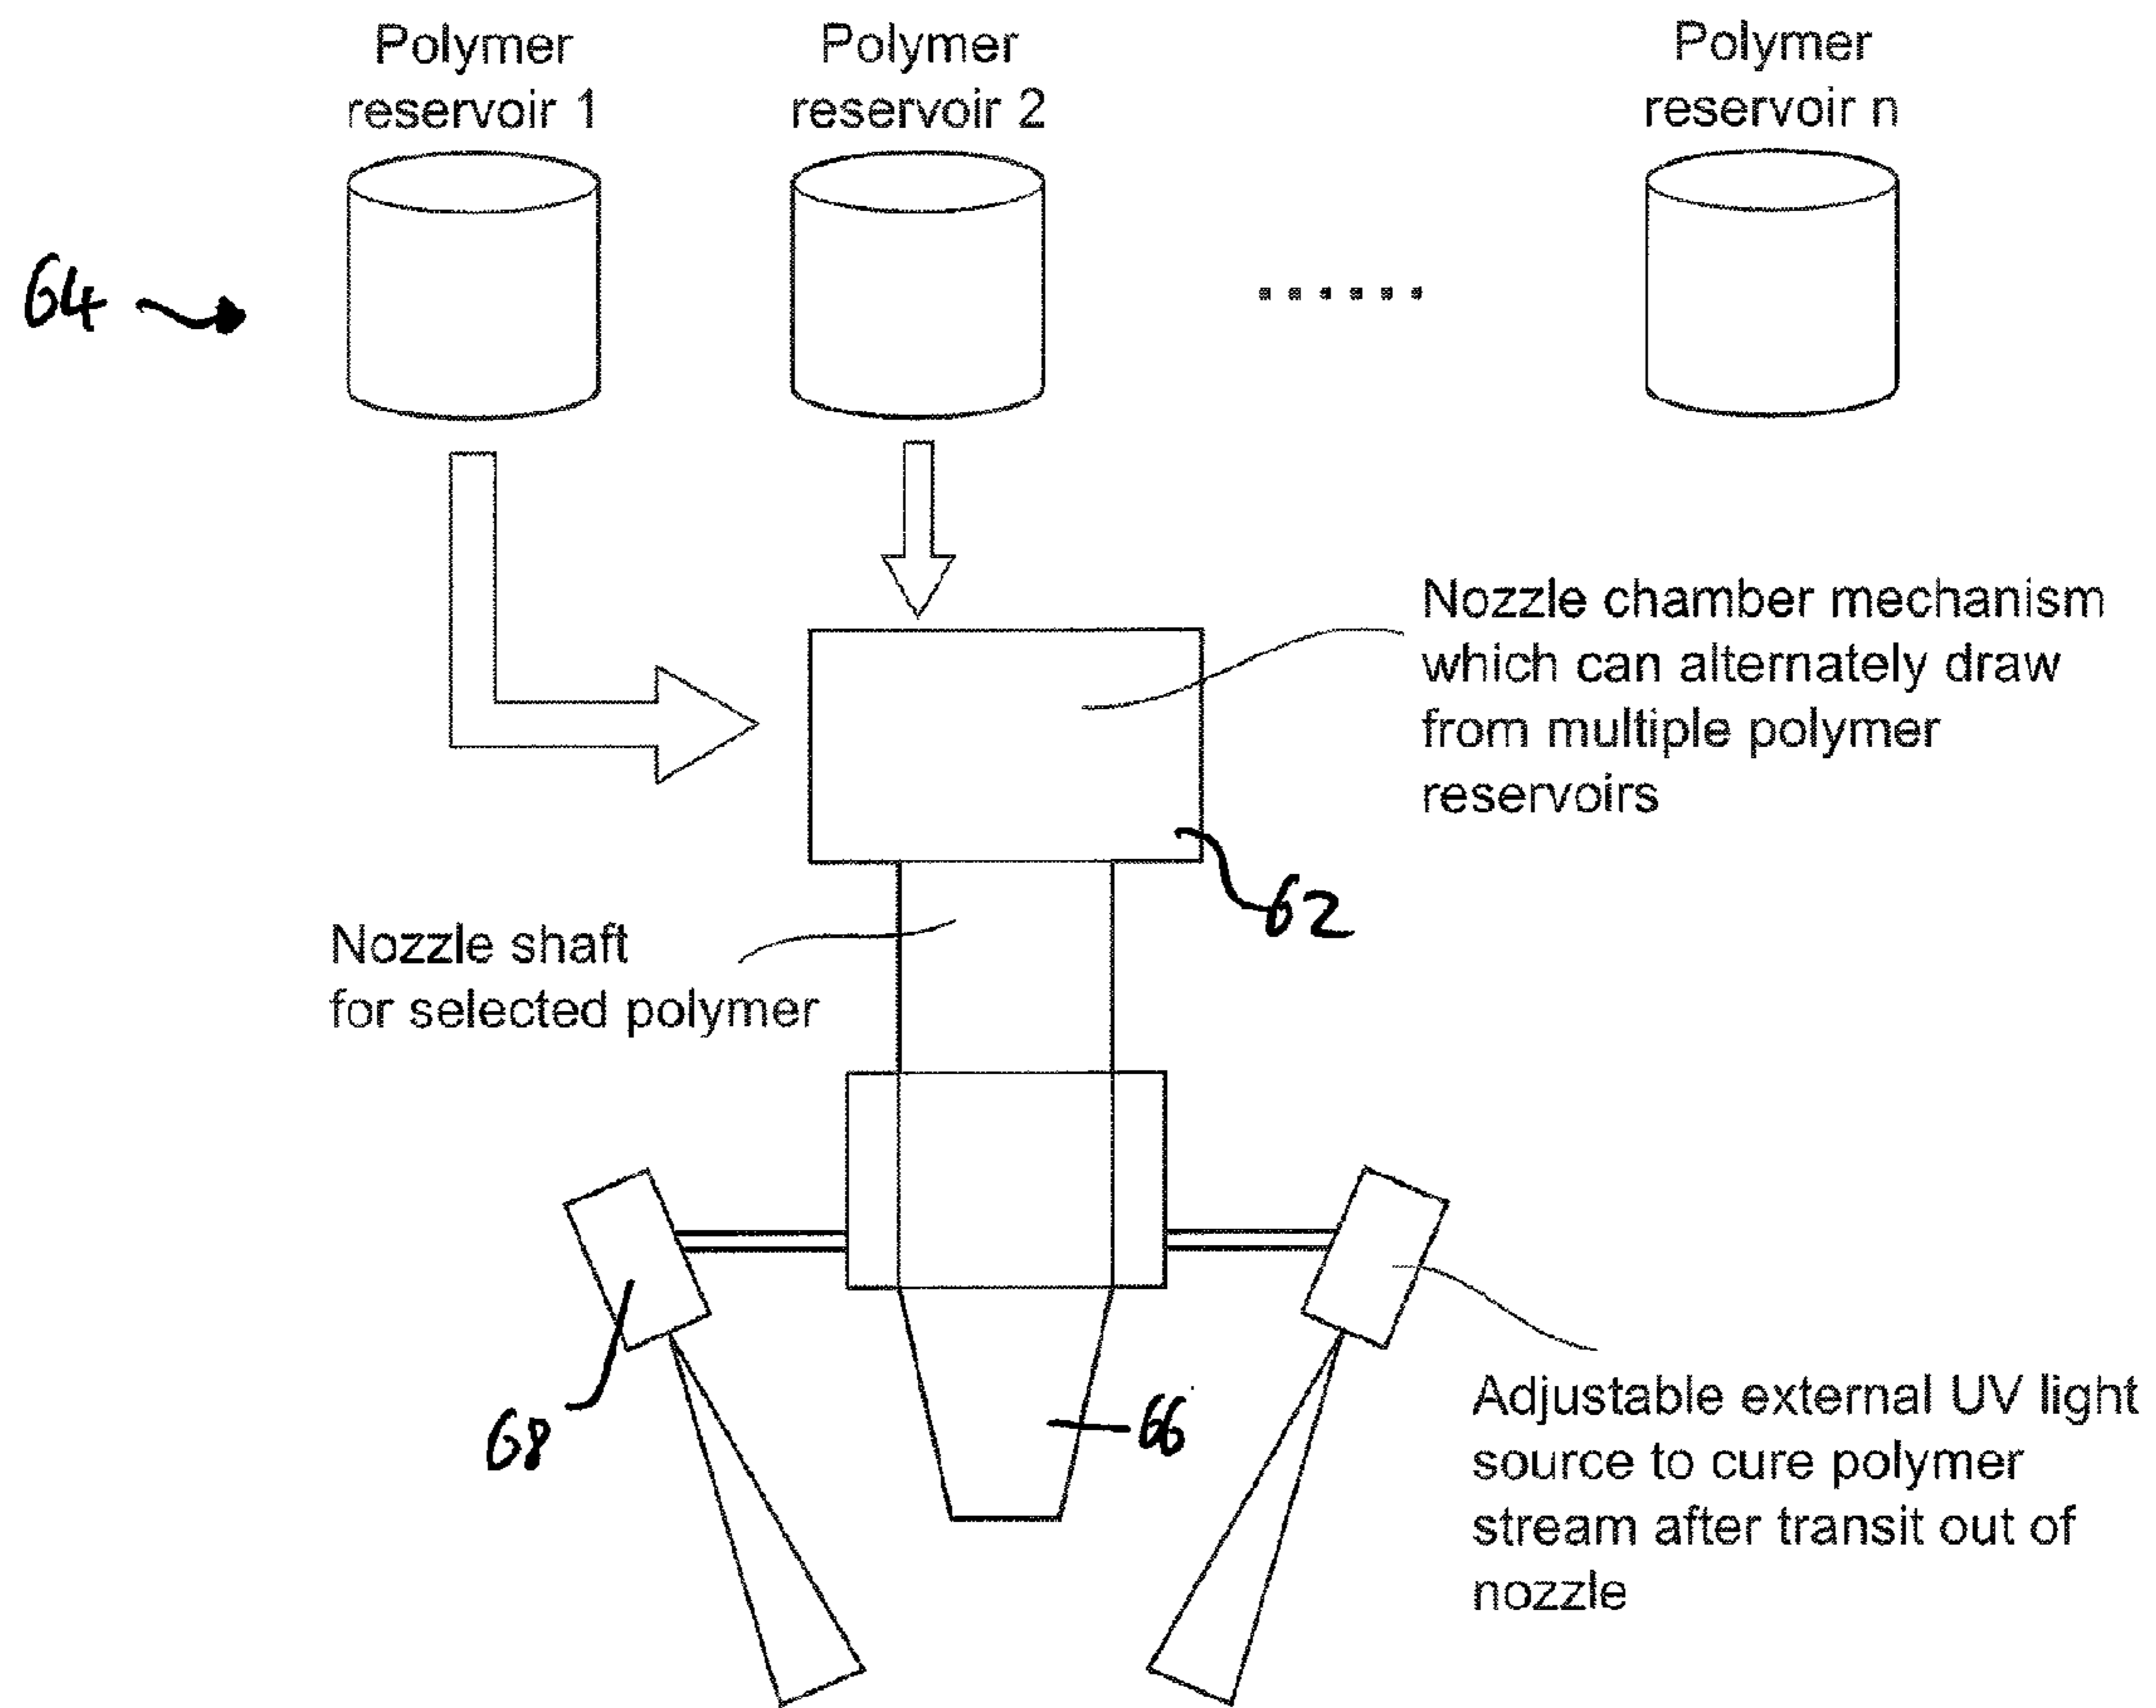 Polymer
reservoir 1
Polymer
reservoir 2
Polymer
reservoir n
64
......
Nozzle chamber mechanism
which can alternately draw
from multiple polymer
reservoirs
62
Nozzle shaft
for selected polymer
68
66
Adjustable external UV light
source to cure polymer
stream after transit out of
nozzle